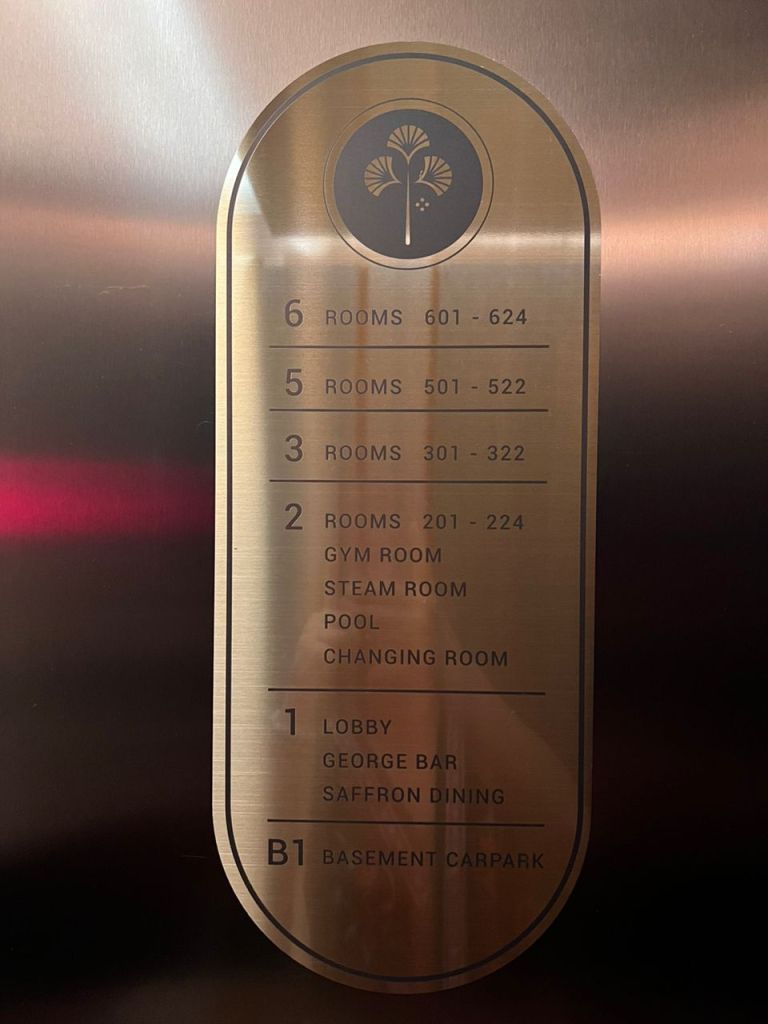 6 ROOMS 601 - 624
5 ROOMS 501 - 522
3 ROOMS 301 - 322
2 ROOMS 201 - 224
GYM ROOM
STEAM ROOM
POOL
CHANGING ROOM
1 LOBBY
GEORGE BAR
SAFFRON DINING
B1 BASEMENT CARPARK